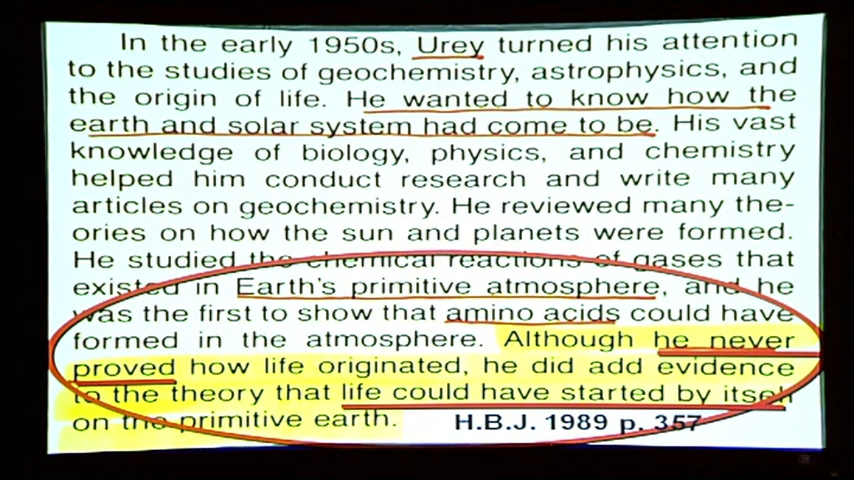 In the early 1950s, Urey turned his attention
to the studies of geochemistry, astrophysics, and
the origin of life. He wanted to know how the
earth and solar system had come to be. His vast
knowledge of biology, physics, and chemistry
helped him conduct research and write many
articles on geochemistry. He reviewed many the-
ories on how the sun and planets were formed.
He studied the chemical reactions of gases that
existed in Earth's primitive atmosphere, and he
was the first to show that amino acids could have
formed in the atmosphere. Although he never
proved how life originated, he did add evidence
to the theory that life could have started by itself
on the primitive earth. H.B.J. 1989 p. 357